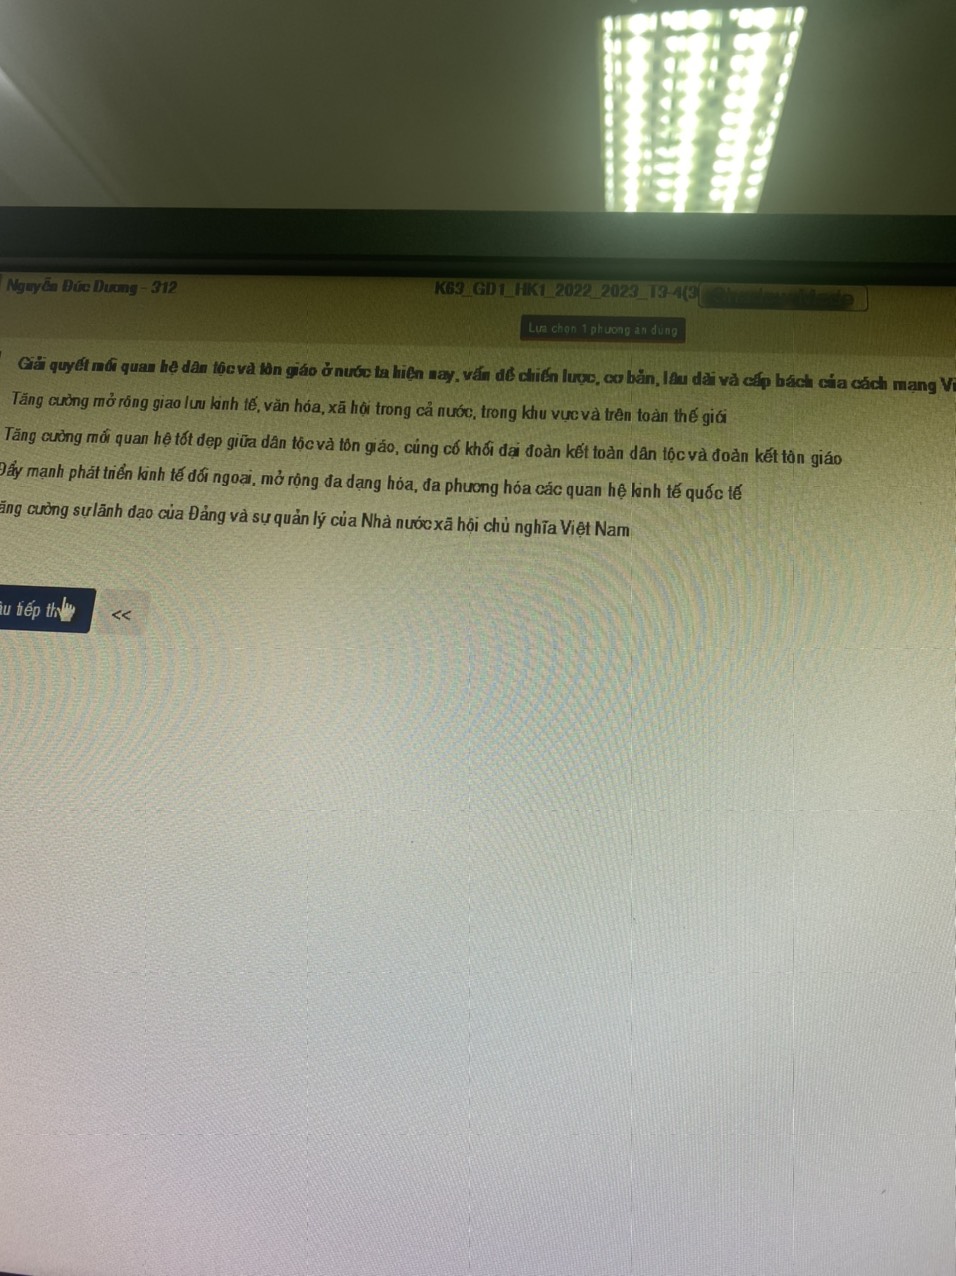 Nguyễn Đức Dương - 312
K63_GD1_HK1_2022_2023_T3-4(3
Lựa chọn 1 phương án đúng
Giải quyết mối quan hệ dân tộc và tôn giáo ở nước ta hiện nay, vấn đề chiến lược, cơ bản, lâu dài và cấp bách của cách mạng Vi
Tăng cường mở rộng giao lưu kinh tế, văn hóa, xã hội trong cả nước, trong khu vực và trên toàn thế giới
Tăng cường mối quan hệ tốt đẹp giữa dân tộc và tôn giáo, củng cố khối đại đoàn kết toàn dân tộc và đoàn kết tôn giáo
Đẩy mạnh phát triển kinh tế đối ngoại, mở rộng đa dạng hóa, đa phương hóa các quan hệ kinh tế quốc tế
ăng cường sự lãnh đạo của Đảng và sự quản lý của Nhà nước xã hội chủ nghĩa Việt Nam
âu tiếp th <<